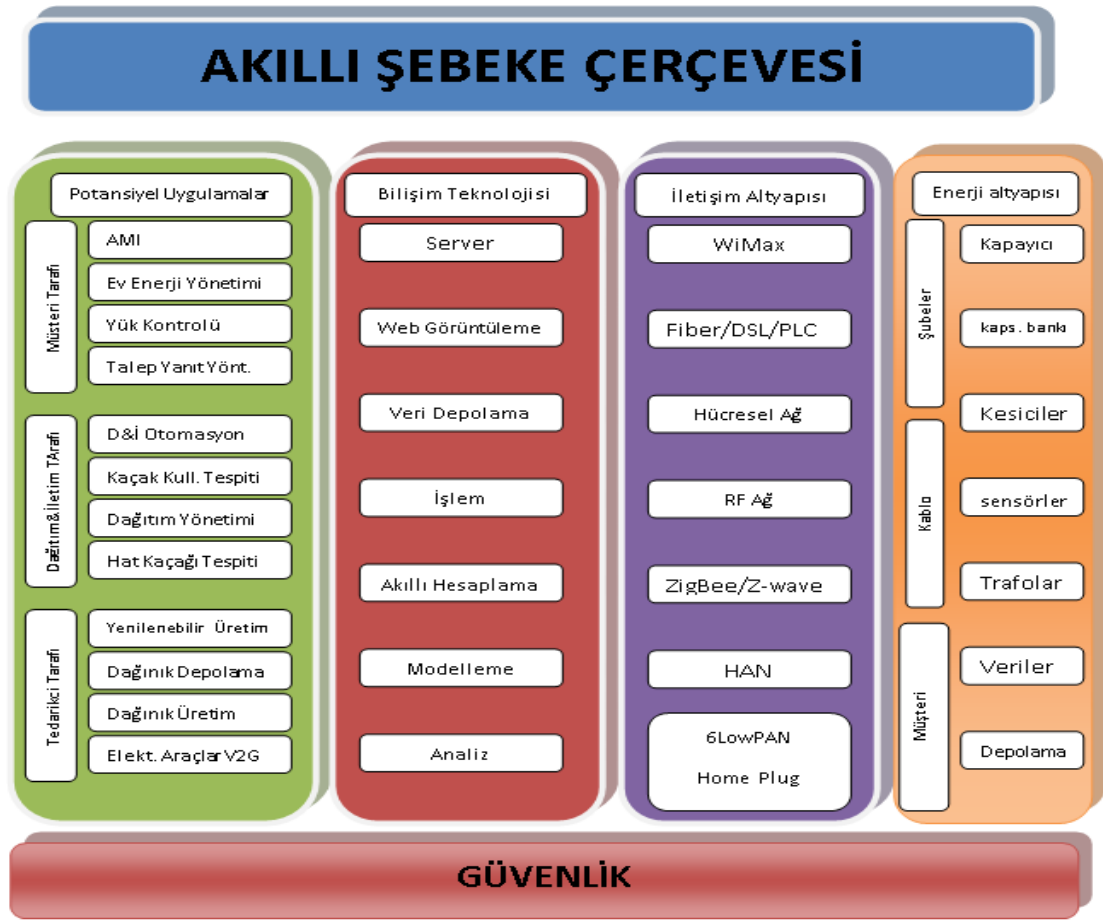 AKILLI ŞEBEKE ÇERÇEVESİ
Potansiyel Uygulamalar
Müsteri Tarafı
AMI
Ev Enerji Yönetimi
Yük Kontrolü
Talep Yanıt Yönt.
Dağıtım&İletim TArafı
D&İ Otomasyon
Kaçak Kull. Tespiti
Dağıtım Yönetimi
Hat Kaçağı Tespiti
Tedarikci Tarafı
Yenilenebilir Üretim
Dağınık Depolama
Dağınık Üretim
Elekt. Araçlar V2G
Bilişim Teknolojisi
Server
Web Görüntüleme
Veri Depolama
İşlem
Akıllı Hesaplama
Modelleme
Analiz
İletişim Altyapısı
WiMax
Fiber/DSL/PLC
Hücresel Ağ
RF Ağ
ZigBee/Z-wave
HAN
6LowPAN
Home Plug
Enerji altyapısı
Şubeler
Kablo
Müşteri
Kapayıcı
kaps. bankı
Kesiciler
sensörler
Trafolar
Veriler
Depolama
GÜVENLİK